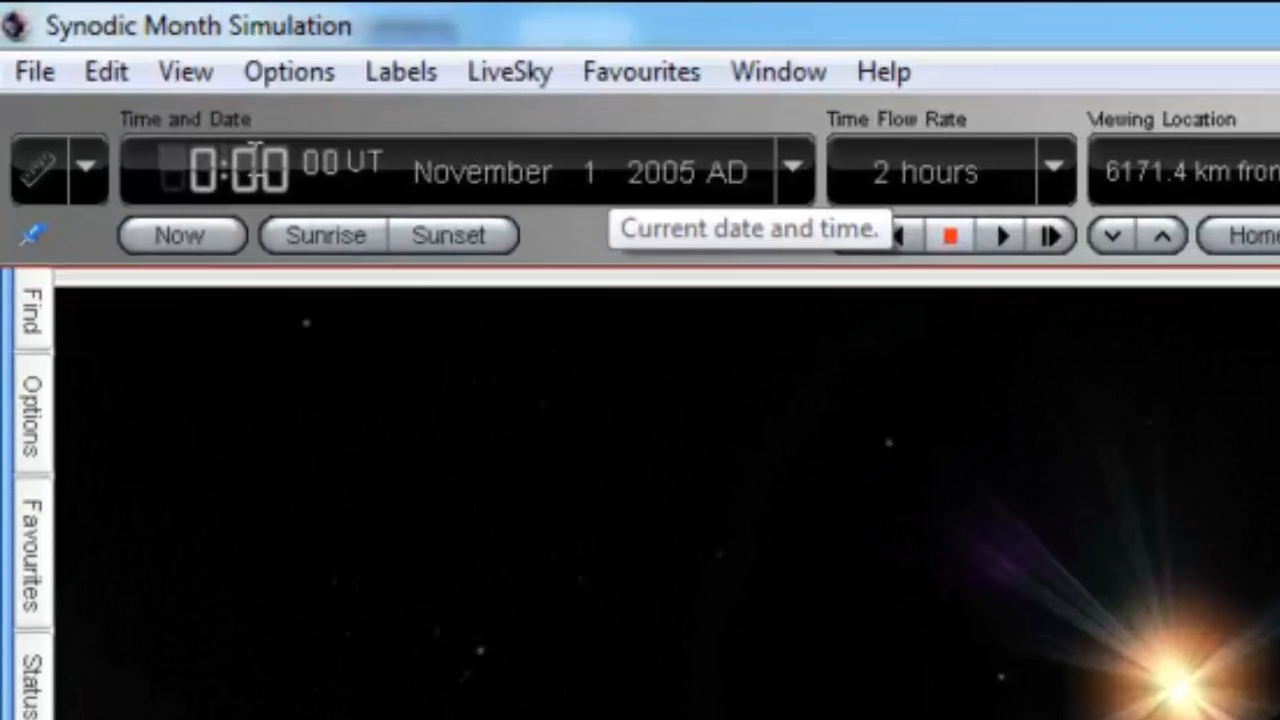 Synodic Month Simulation
File Edit View Options Labels LiveSky Favourites Window Help
Time and Date Time Flow Rate Viewing Location
0:00 00 UT November 1 2005 AD 2 hours 6171.4 km from
Now Sunrise Sunset Current date and time. Home
Find
Options
Favourites
Status